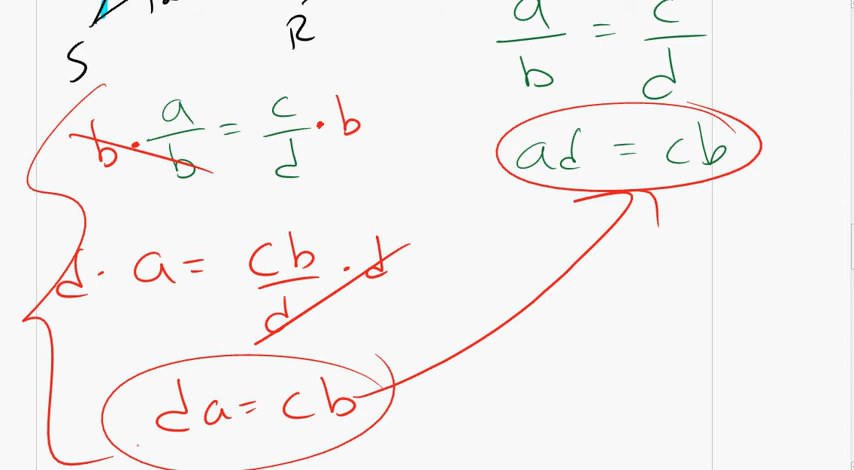 S
R
a/b = c/d
b · a/b = c/d · b
ad = cb
d · a = cb/d · d
da = cb